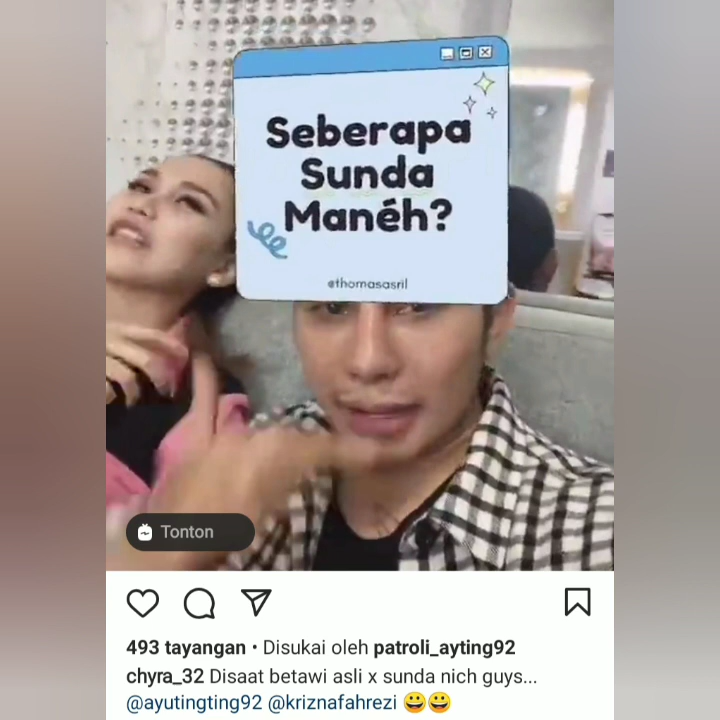 Seberapa
Sunda
Manéh?
@thomasasril
Tonton
493 tayangan • Disukai oleh patroli_ayting92
chyra_32 Disaat betawi asli x sunda nich guys...
@ayutingting92 @kriznafahrezi 😀😀